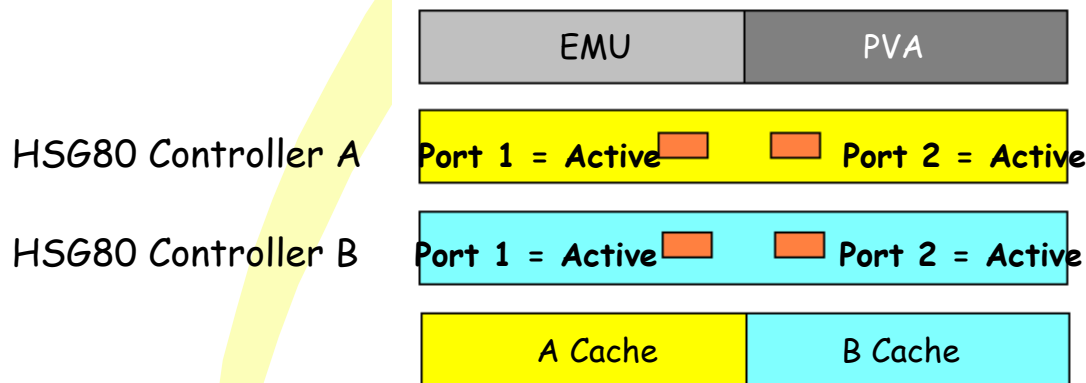 EMU PVA
HSG80 Controller A Port 1 = Active Port 2 = Active
HSG80 Controller B Port 1 = Active Port 2 = Active
A Cache B Cache